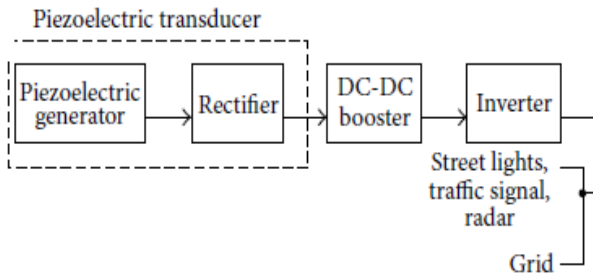 Piezoelectric transducer
Piezoelectric
generator
Rectifier
DC-DC
booster
Inverter
Street lights,
traffic signal,
radar
Grid